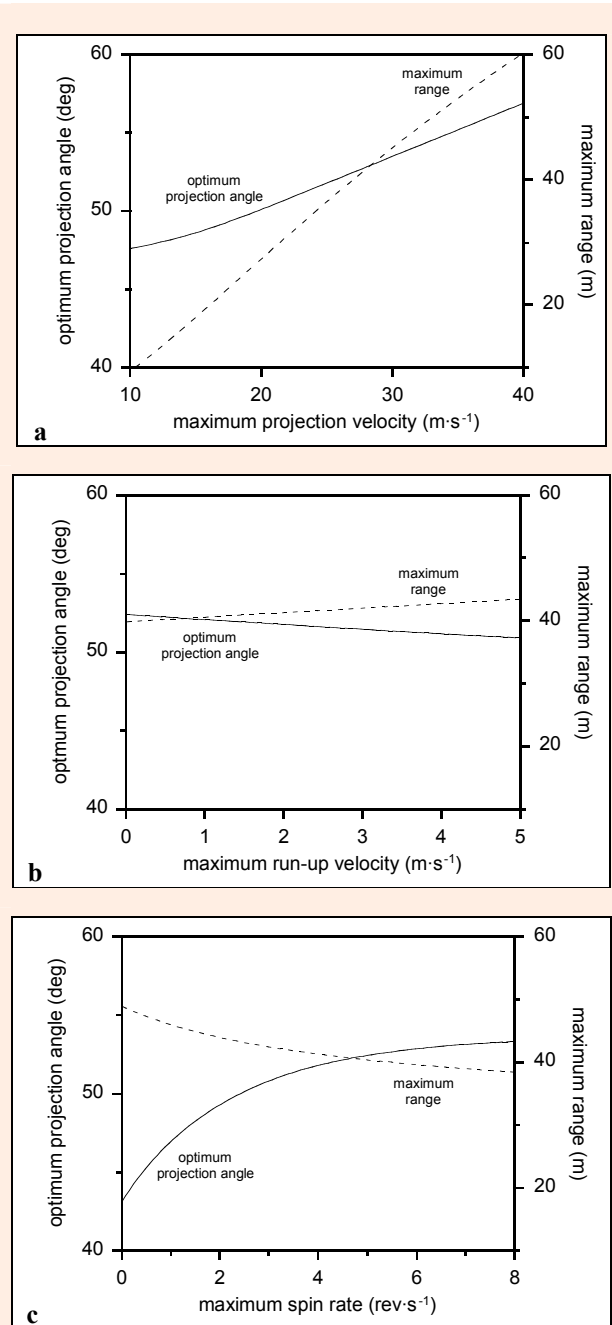 60
60
maximum
range
optimum
projection angle
50
40
20
40
10
20
30
40
optimum projection angle (deg)
maximum range (m)
maximum projection velocity (m·s-1)
a
60
60
maximum
range
50
40
optimum
projection angle
20
40
0
1
2
3
4
5
optmum projection angle (deg)
maximum range (m)
maximum run-up velocity (m·s-1)
b
60
60
50
40
maximum
range
optimum
projection angle
20
40
0
2
4
6
8
optimum projection angle (deg)
maximum range (m)
maximum spin rate (rev·s-1)
c